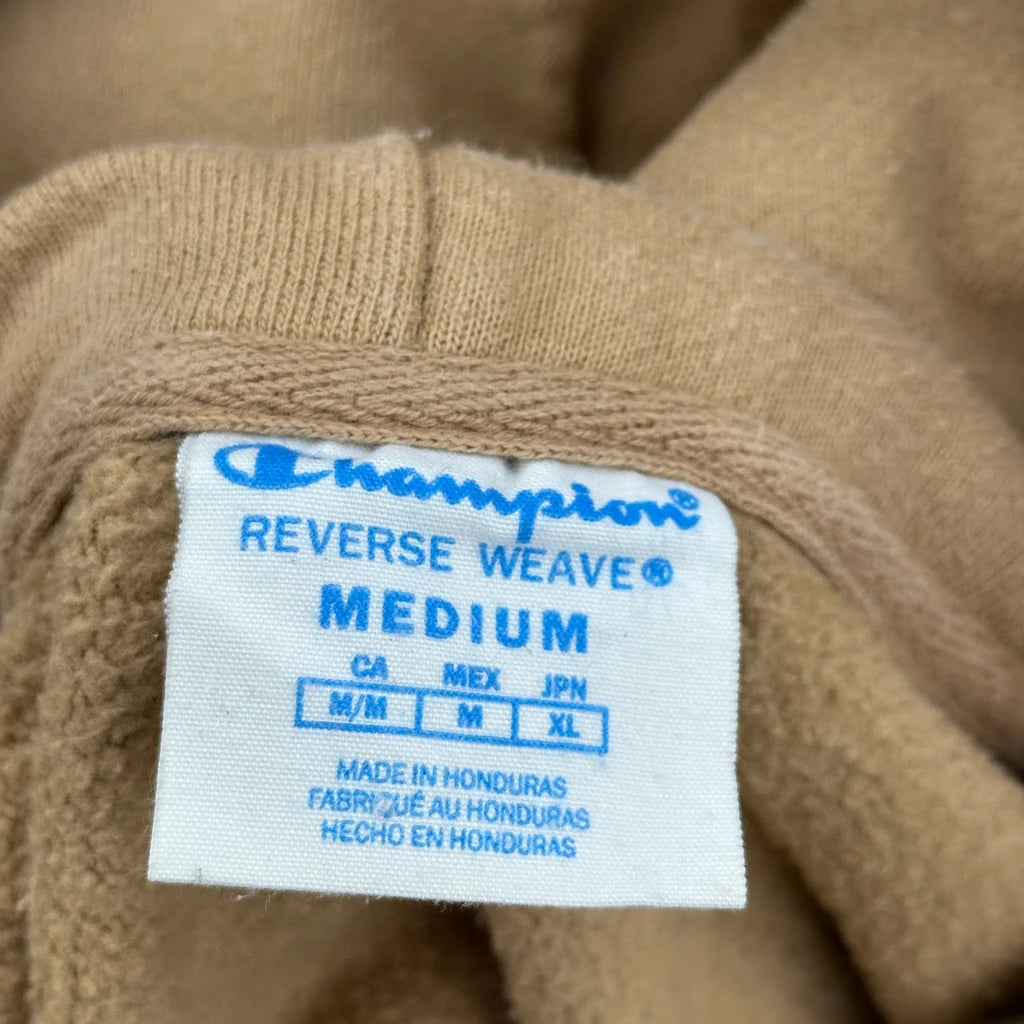 Champion®
REVERSE WEAVE®
MEDIUM
CA MEX JPN
M/M M XL
MADE IN HONDURAS
FABRIQUÉ AU HONDURAS
HECHO EN HONDURAS